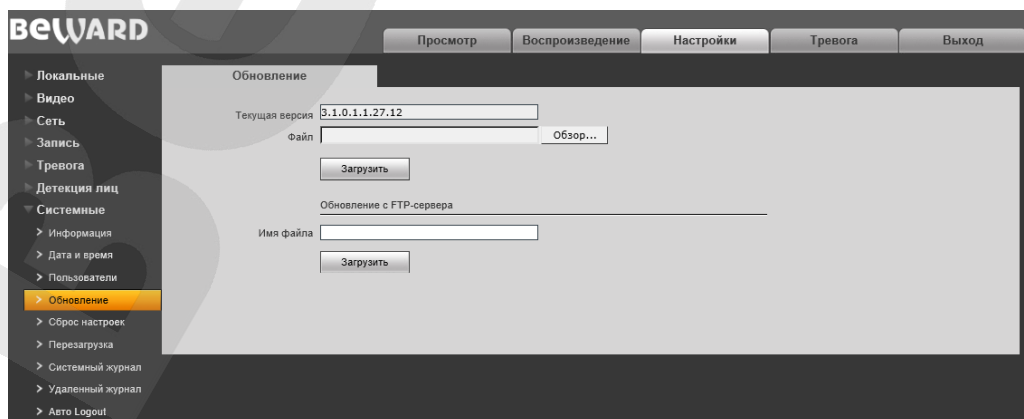 BEWARD
Просмотр
Воспроизведение
Настройки
Тревога
Выход
Локальные
Видео
Сеть
Запись
Тревога
Детекция лиц
Системные
Информация
Дата и время
Пользователи
Обновление
Сброс настроек
Перезагрузка
Системный журнал
Удаленный журнал
Авто Logout
Обновление
Текущая версия 3.1.0.1.1.27.12
Файл Обзор...
Загрузить
Обновление с FTP-сервера
Имя файла
Загрузить